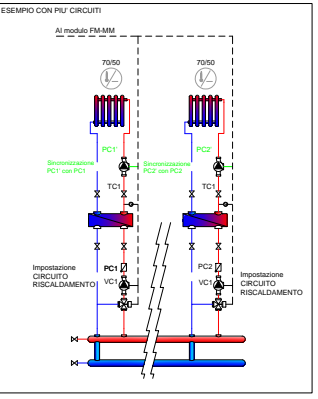 ESEMPIO CON PIU' CIRCUITI
Al modulo FM-MM
70/50
70/50
PC1'
PC2'
Sincronizzazione
PC1' con PC1
Sincronizzazione
PC2' con PC2
TC1
TC1
Impostazione
CIRCUITO
RISCALDAMENTO
PC1
VC1
PC2
VC1
Impostazione
CIRCUITO
RISCALDAMENTO